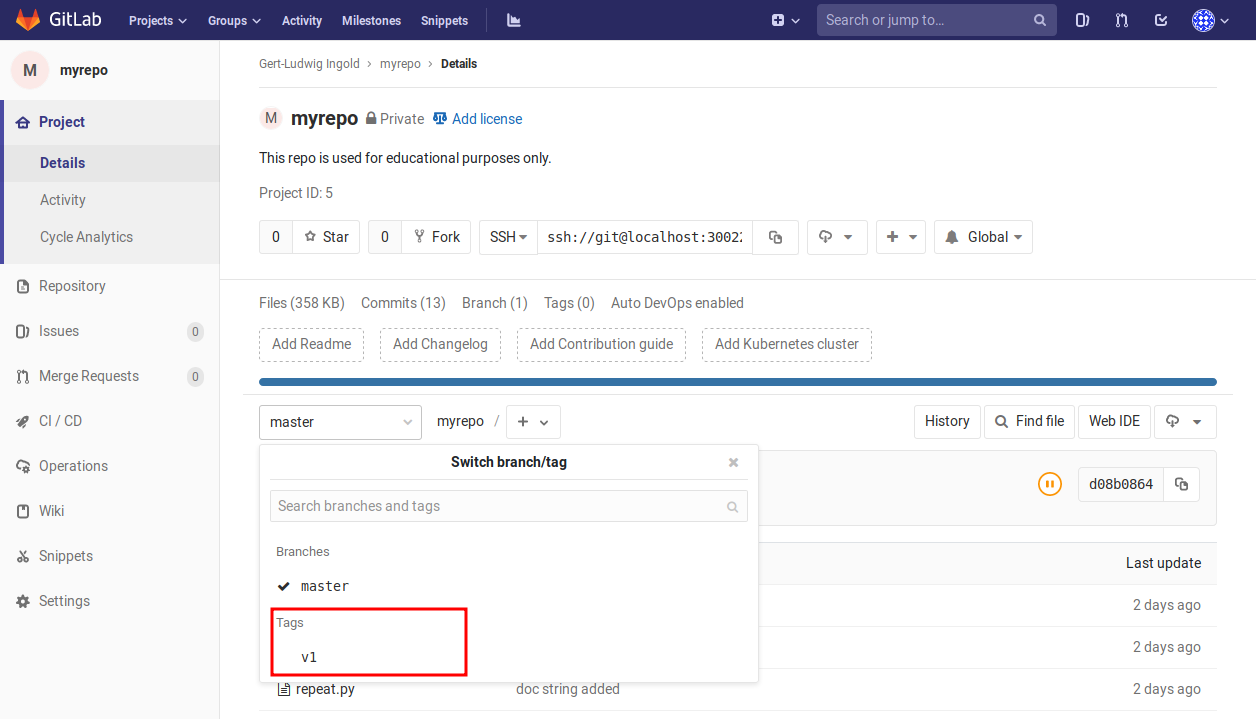 GitLab Projects Groups Activity Milestones Snippets Search or jump to…
M myrepo
Project
Details
Activity
Cycle Analytics
Repository
Issues 0
Merge Requests 0
CI / CD
Operations
Wiki
Snippets
Settings
Gert-Ludwig Ingold › myrepo › Details
M myrepo Private Add license
This repo is used for educational purposes only.
Project ID: 5
0 Star 0 Fork SSH ssh://git@localhost:30022 Global
Files (358 KB) Commits (13) Branch (1) Tags (0) Auto DevOps enabled
Add Readme Add Changelog Add Contribution guide Add Kubernetes cluster
master myrepo / + History Find file Web IDE
Switch branch/tag
d08b0864
Search branches and tags
Branches
Last update
master
2 days ago
Tags
2 days ago
v1
repeat.py doc string added 2 days ago